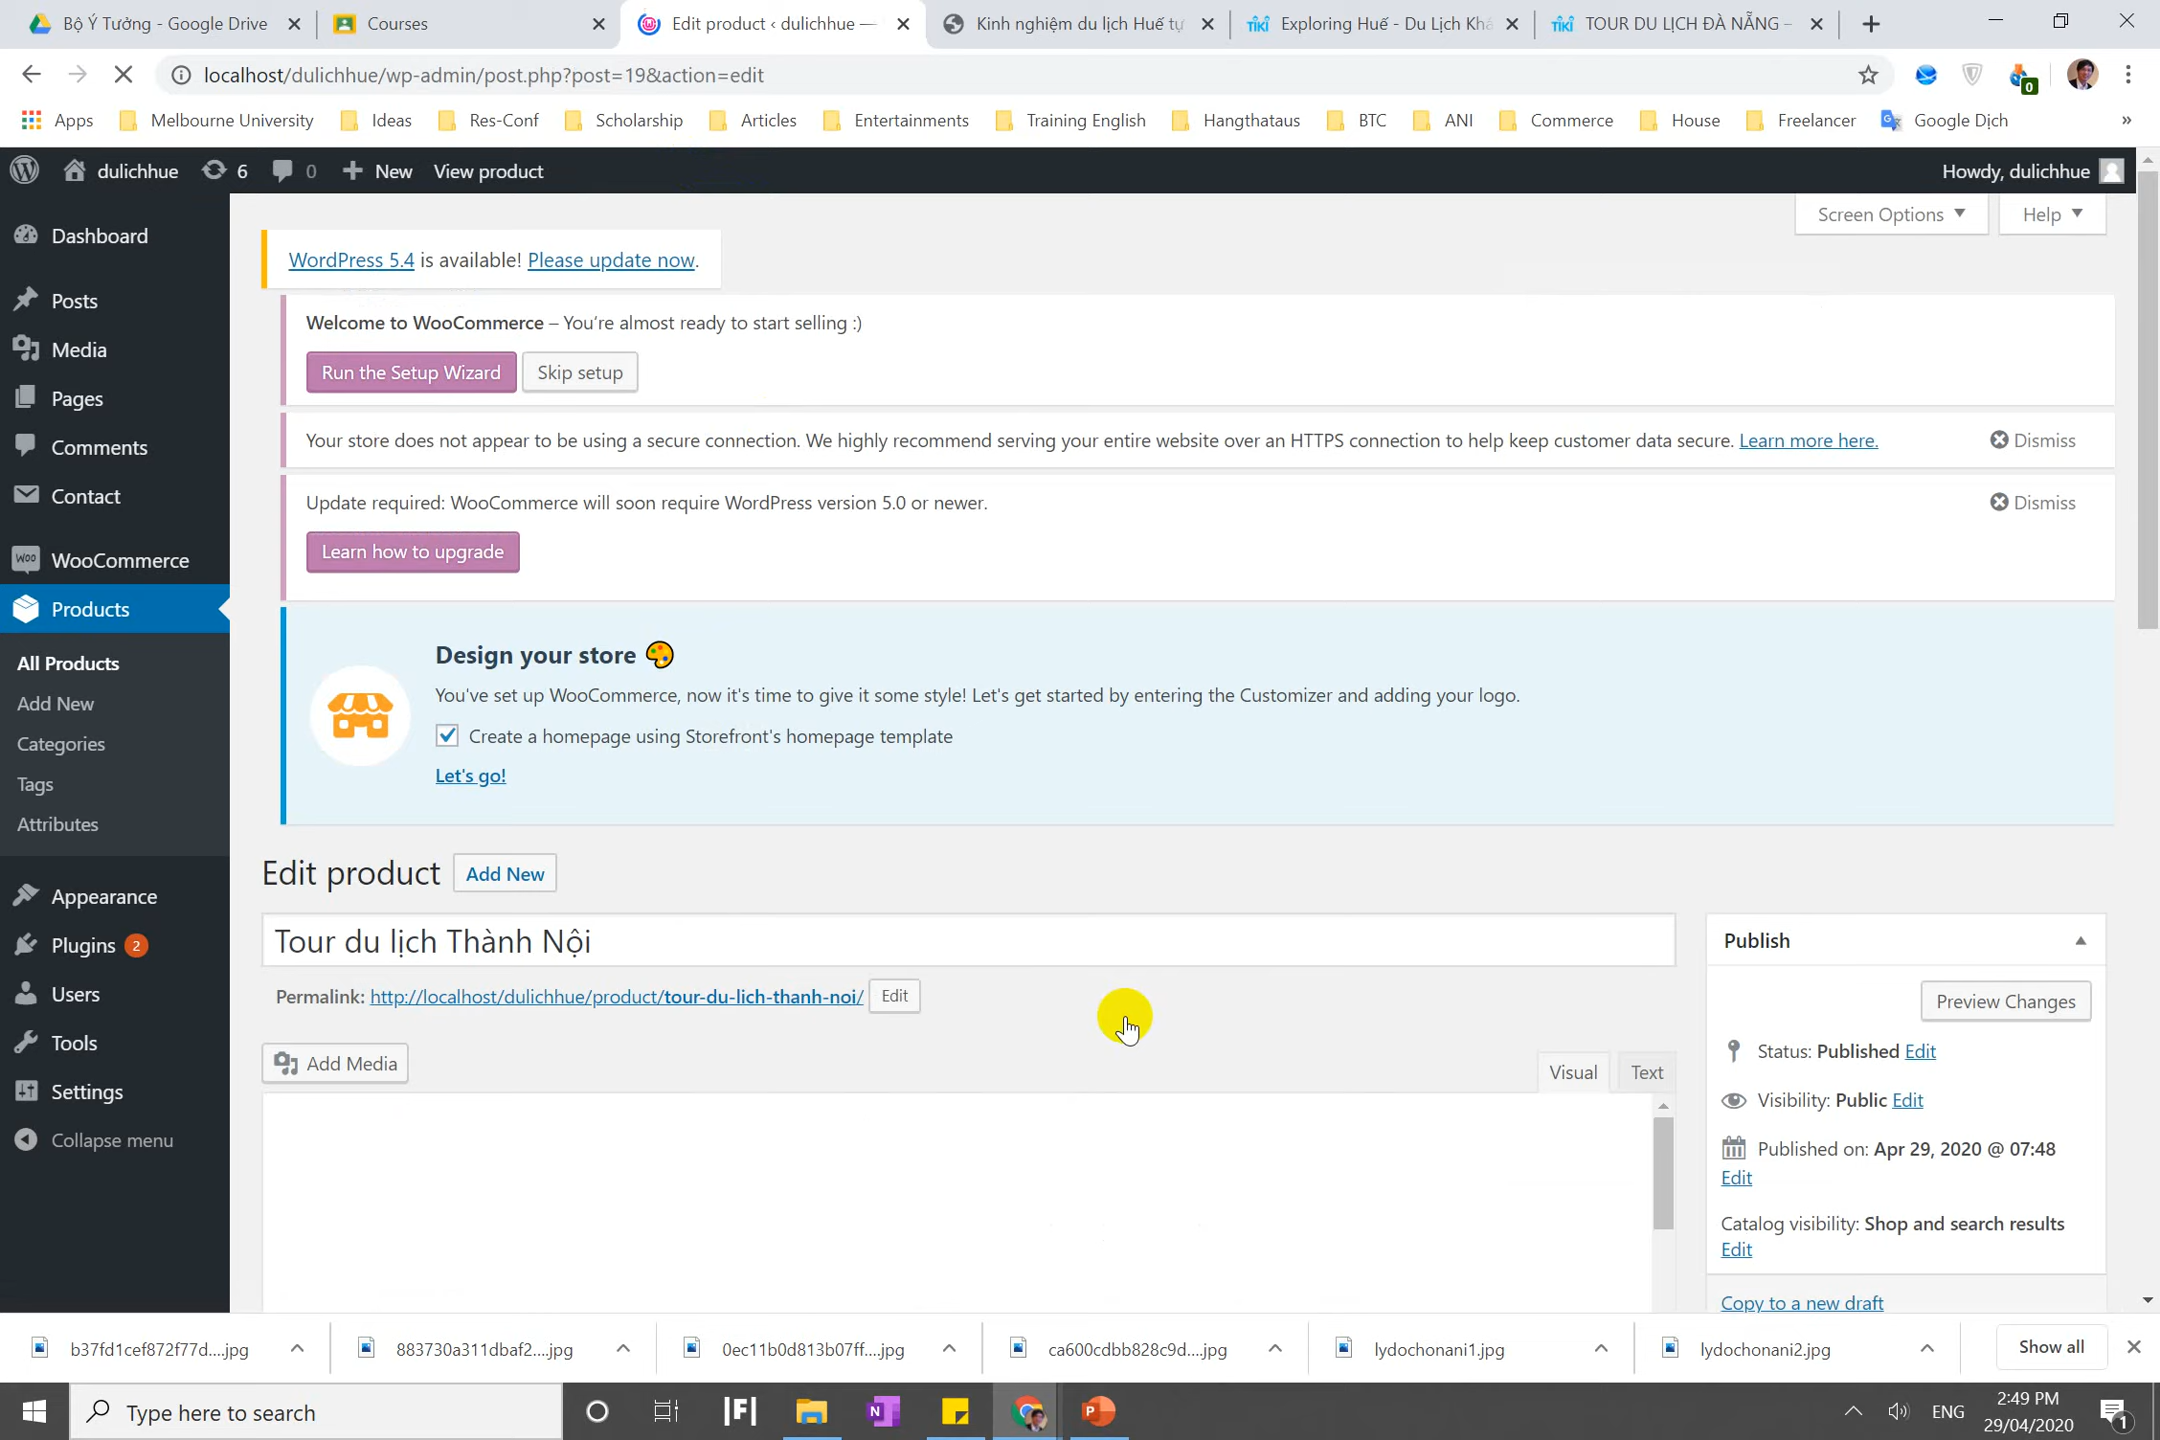 Bộ Ý Tưởng - Google Drive
Courses
Edit product ‹ dulichhue —
Kinh nghiệm du lịch Huế tự
Exploring Huế - Du Lịch Khá
TOUR DU LỊCH ĐÀ NẴNG –
localhost/dulichhue/wp-admin/post.php?post=19&action=edit
0
Apps
Melbourne University
Ideas
Res-Conf
Scholarship
Articles
Entertainments
Training English
Hangthataus
BTC
ANI
Commerce
House
Freelancer
Google Dịch
»
dulichhue
6
0
New
View product
Howdy, dulichhue
Screen Options
Help
Dashboard
Posts
Media
Pages
Comments
Contact
WooCommerce
Products
All Products
Add New
Categories
Tags
Attributes
Appearance
Plugins 2
Users
Tools
Settings
Collapse menu
WordPress 5.4 is available! Please update now.
Welcome to WooCommerce – You're almost ready to start selling :)
Run the Setup Wizard
Skip setup
Your store does not appear to be using a secure connection. We highly recommend serving your entire website over an HTTPS connection to help keep customer data secure. Learn more here.
Dismiss
Update required: WooCommerce will soon require WordPress version 5.0 or newer.
Dismiss
Learn how to upgrade
Design your store
You've set up WooCommerce, now it's time to give it some style! Let's get started by entering the Customizer and adding your logo.
Create a homepage using Storefront's homepage template
Let's go!
Edit product
Add New
Tour du lịch Thành Nội
Permalink: http://localhost/dulichhue/product/tour-du-lich-thanh-noi/
Edit
Add Media
Visual
Text
Publish
Preview Changes
Status: Published Edit
Visibility: Public Edit
Published on: Apr 29, 2020 @ 07:48
Edit
Catalog visibility: Shop and search results
Edit
Copy to a new draft
b37fd1cef872f77d....jpg
883730a311dbaf2....jpg
0ec11b0d813b07ff....jpg
ca600cdbb828c9d....jpg
lydochonani1.jpg
lydochonani2.jpg
Show all
Type here to search
ENG
2:49 PM
29/04/2020
1